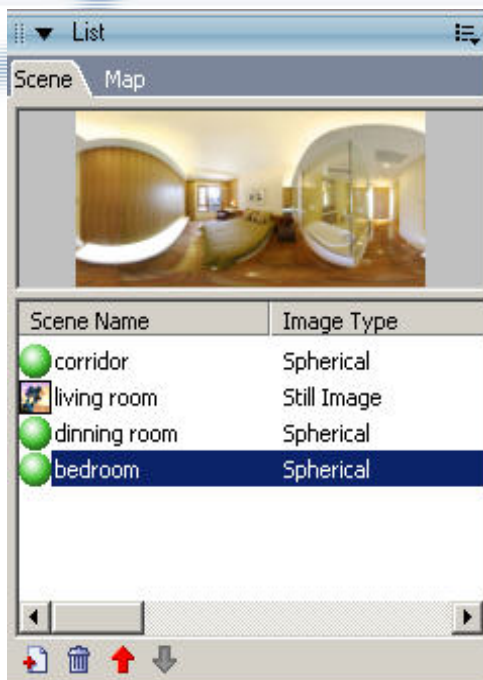 List
Scene Map
Scene Name Image Type
corridor Spherical
living room Still Image
dinning room Spherical
bedroom Spherical